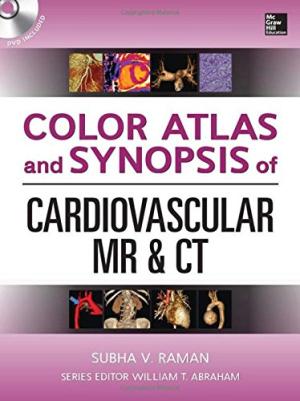 DVD INCLUDED
Mc
Graw
Hill
Education
COLOR ATLAS
and SYNOPSIS of
CARDIOVASCULAR
MR & CT
SUBHA V. RAMAN
SERIES EDITOR WILLIAM T. ABRAHAM